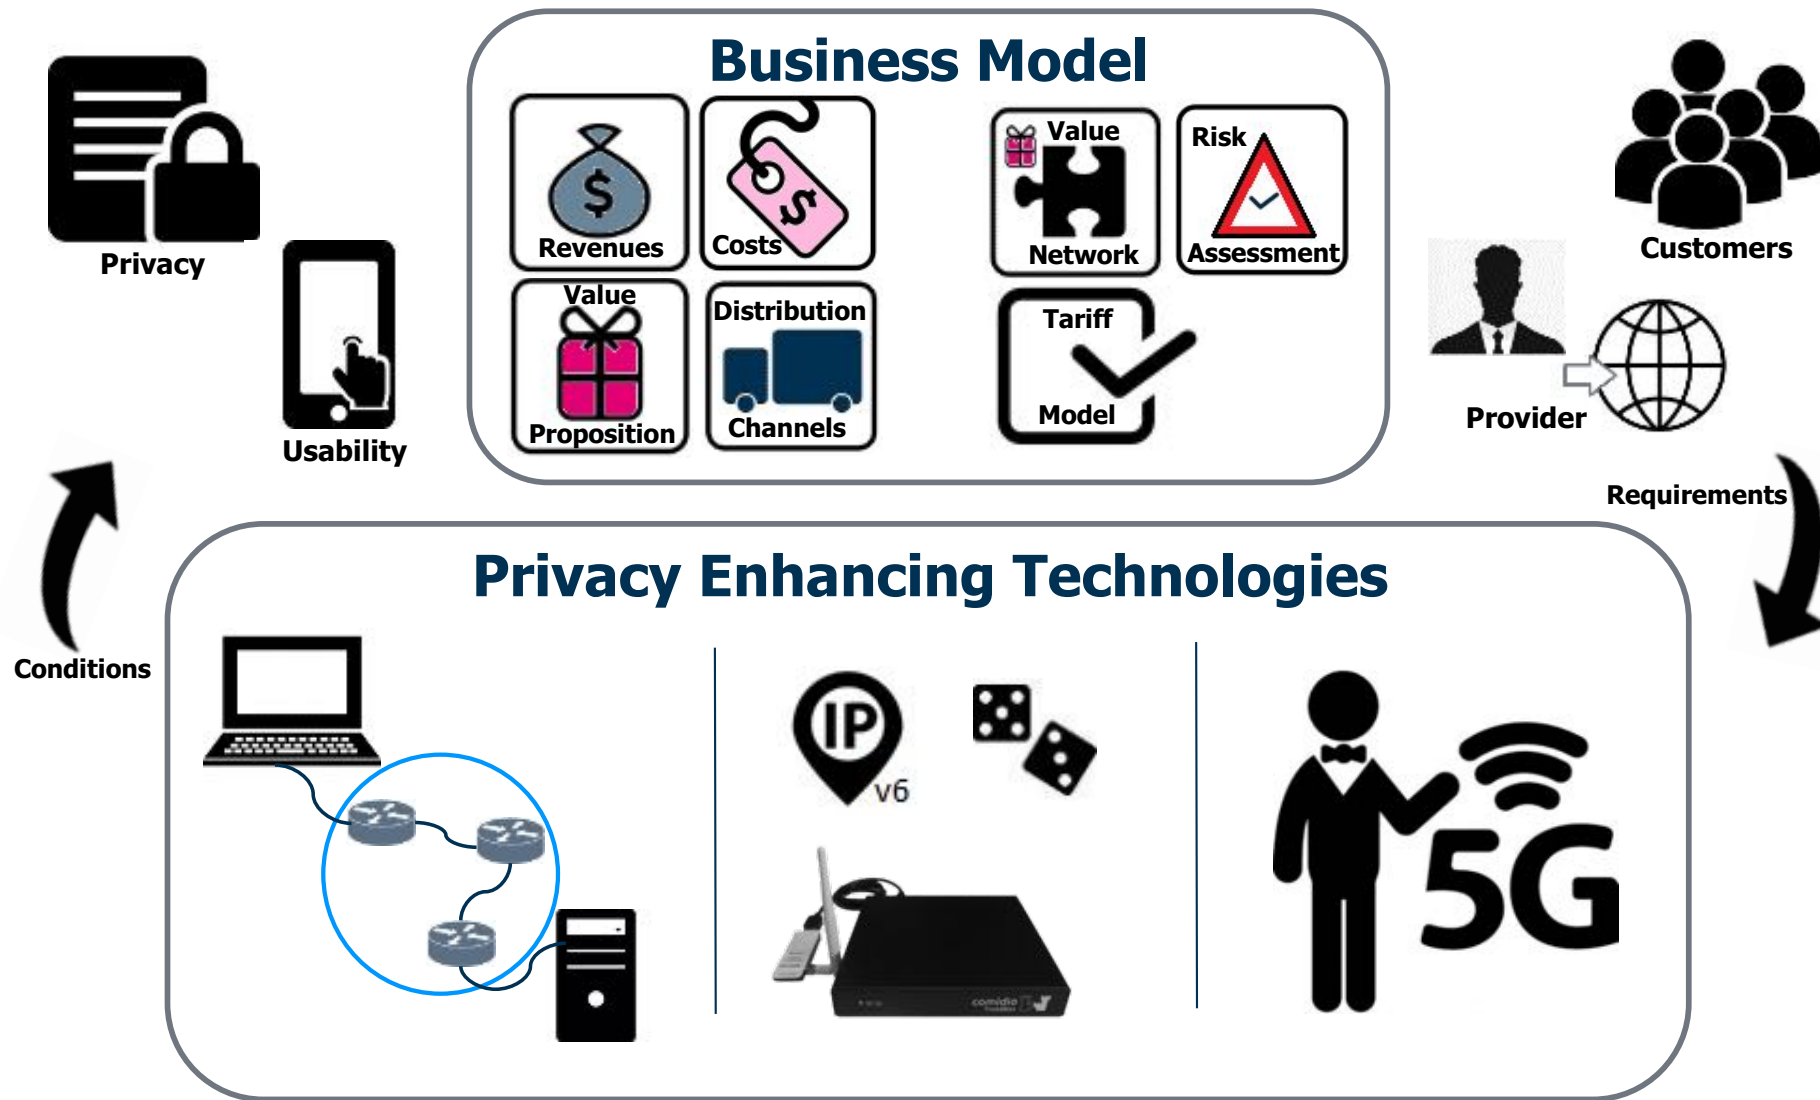 Business Model
Privacy
Usability
$
Revenues
$
Costs
Value
Network
Risk
Assessment
Value
Proposition
Distribution
Channels
Tariff
Model
Customers
Provider
Requirements
Conditions
Privacy Enhancing Technologies
IP
v6
comidio
5G